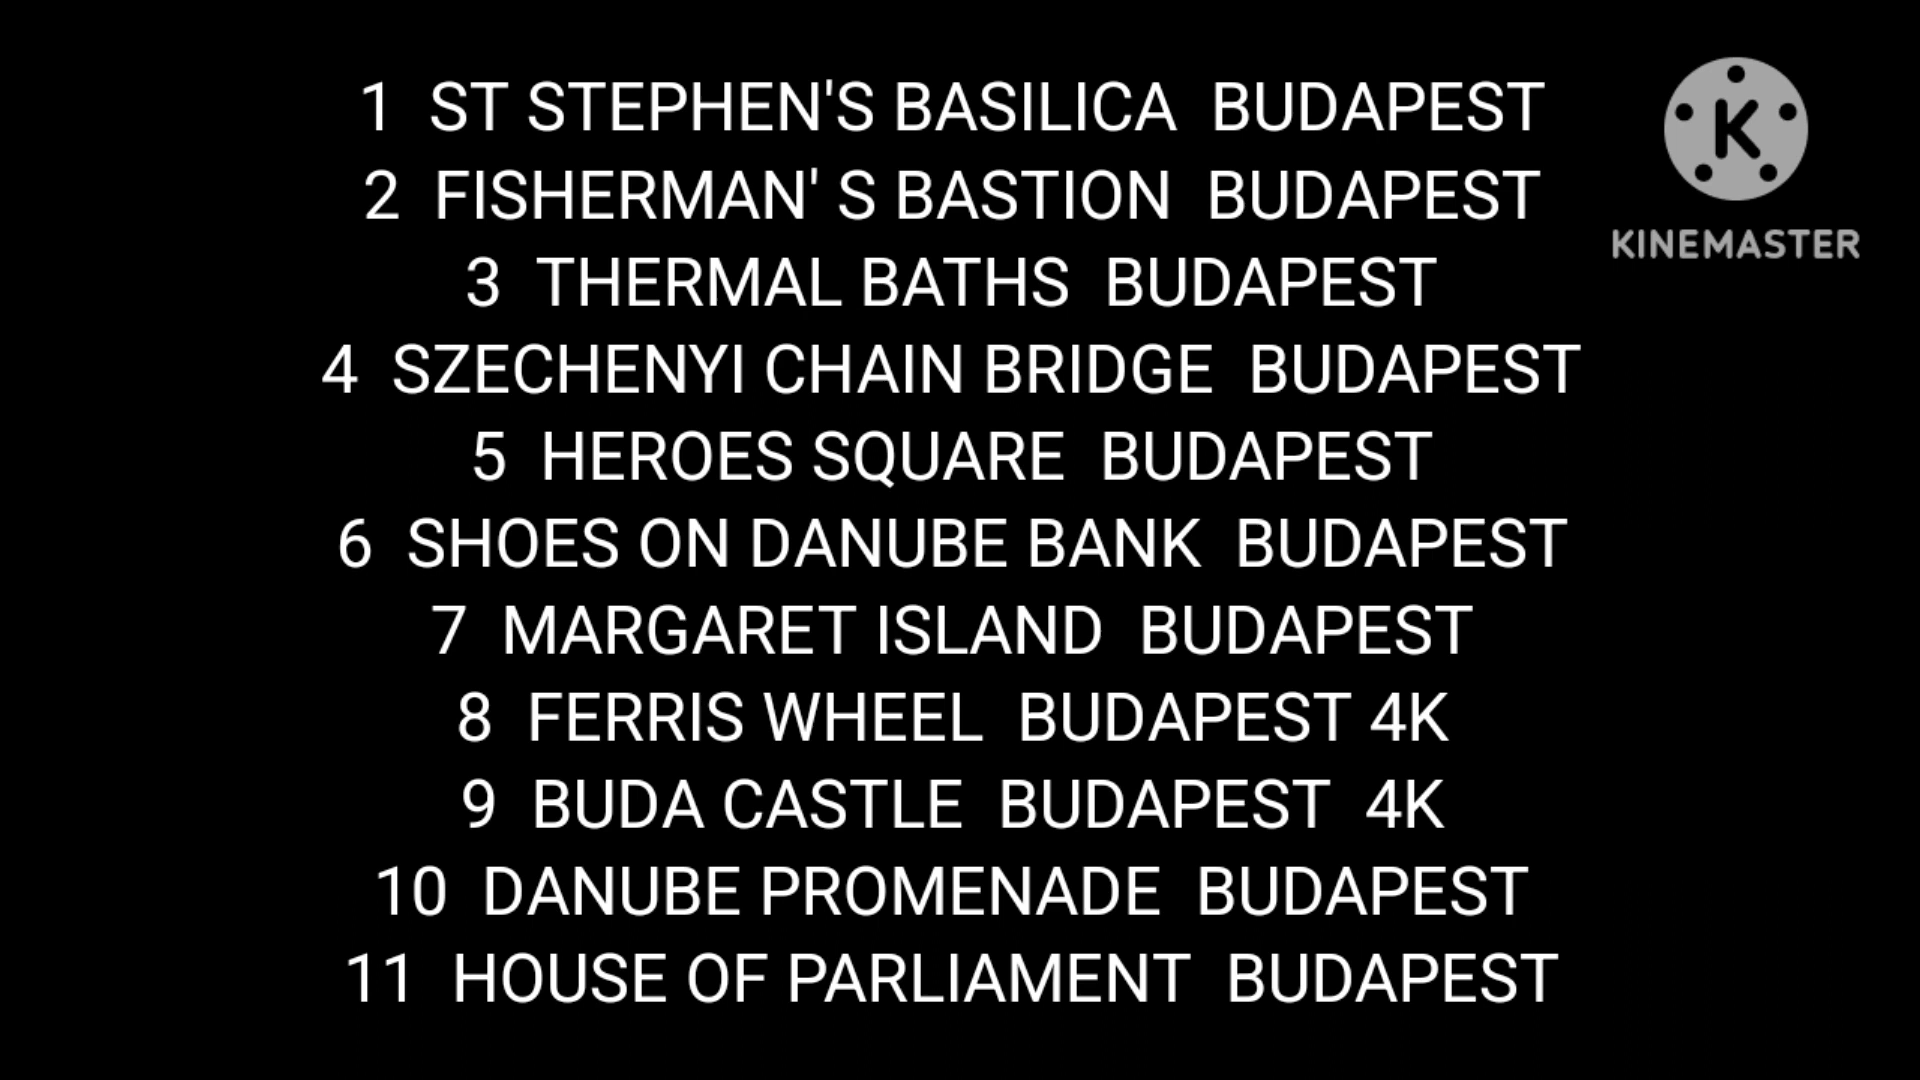 1 ST STEPHEN'S BASILICA BUDAPEST
2 FISHERMAN' S BASTION BUDAPEST
3 THERMAL BATHS BUDAPEST
4 SZECHENYI CHAIN BRIDGE BUDAPEST
5 HEROES SQUARE BUDAPEST
6 SHOES ON DANUBE BANK BUDAPEST
7 MARGARET ISLAND BUDAPEST
8 FERRIS WHEEL BUDAPEST 4K
9 BUDA CASTLE BUDAPEST 4K
10 DANUBE PROMENADE BUDAPEST
11 HOUSE OF PARLIAMENT BUDAPEST
K
KINEMASTER